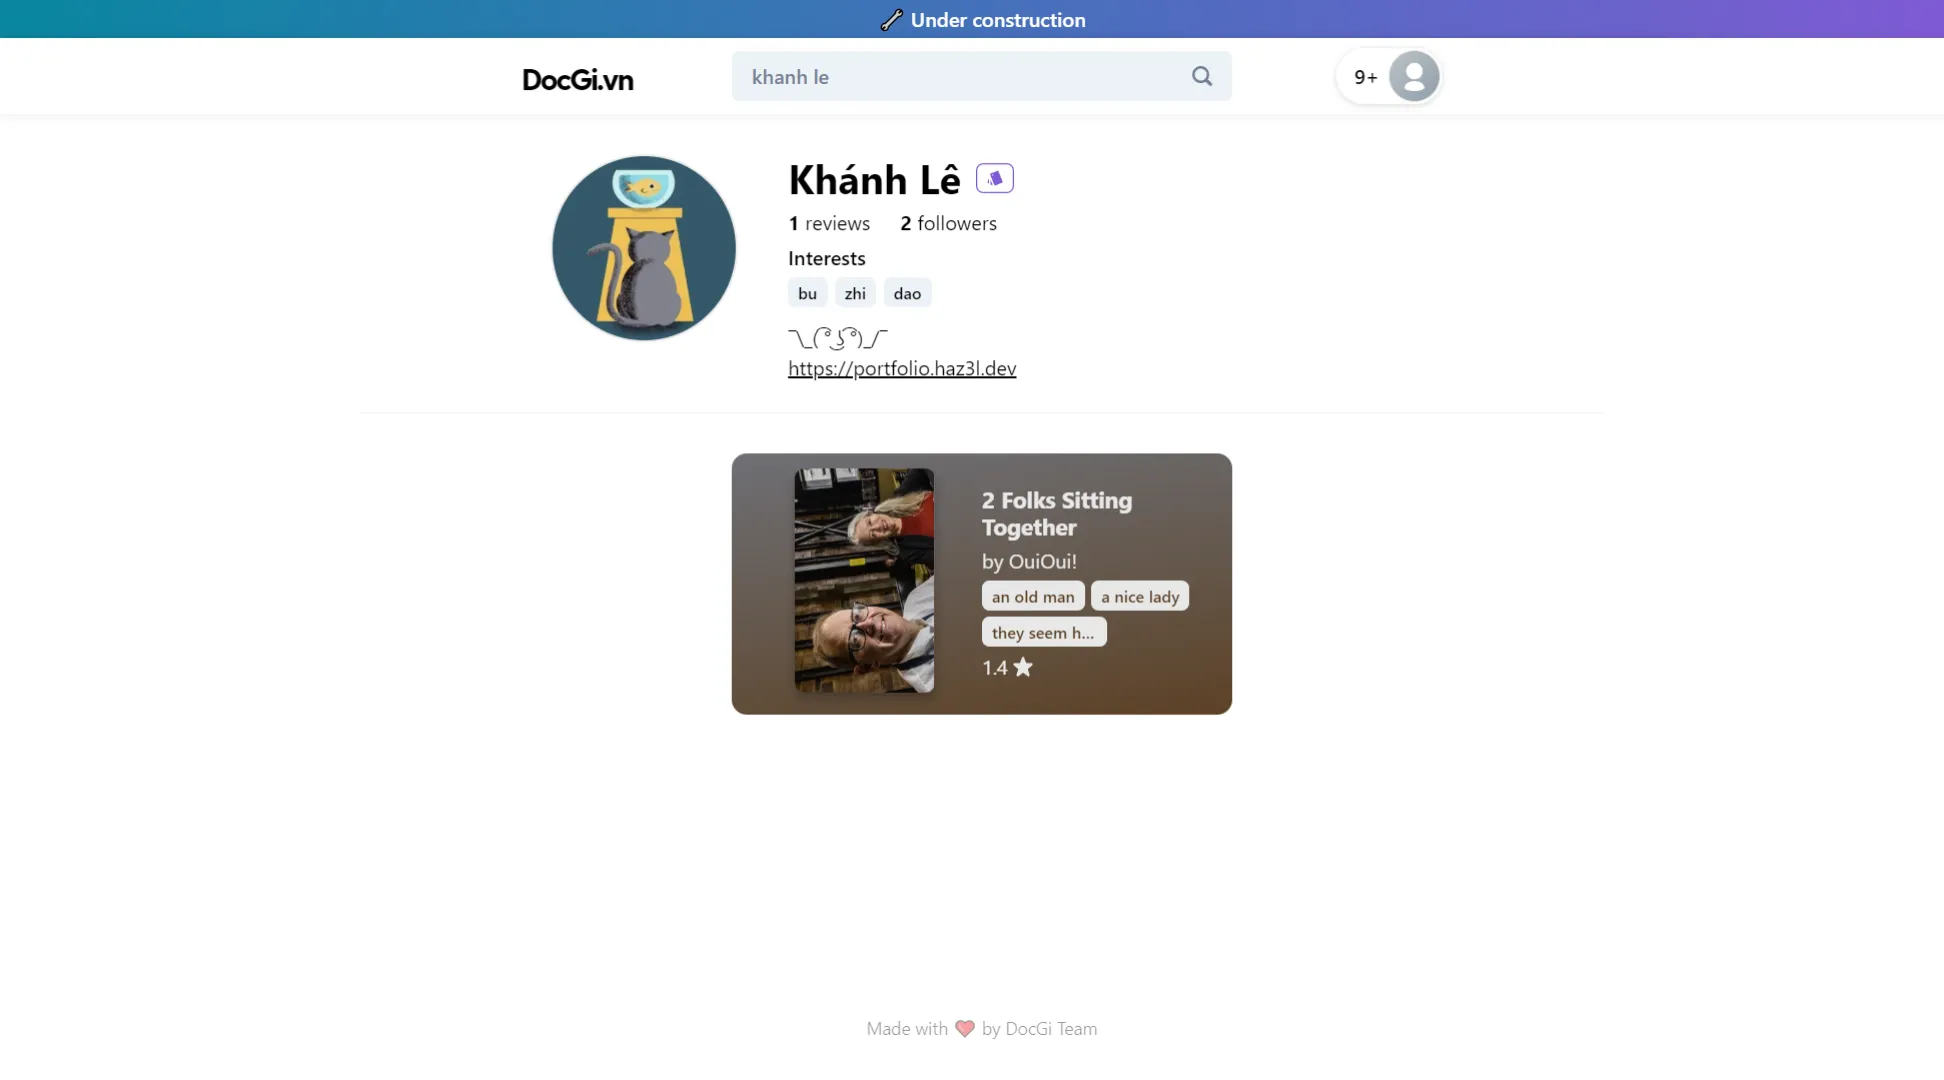 Under construction
DocGi.vn
khanh le
9+
Khánh Lê
1 reviews 2 followers
Interests
bu zhi dao
¯\_( ͡° ͜ʖ ͡°)_/¯
https://portfolio.haz3l.dev
2 Folks Sitting
Together
by OuiOui!
an old man a nice lady
they seem h...
1.4 ★
Made with ❤️ by DocGi Team